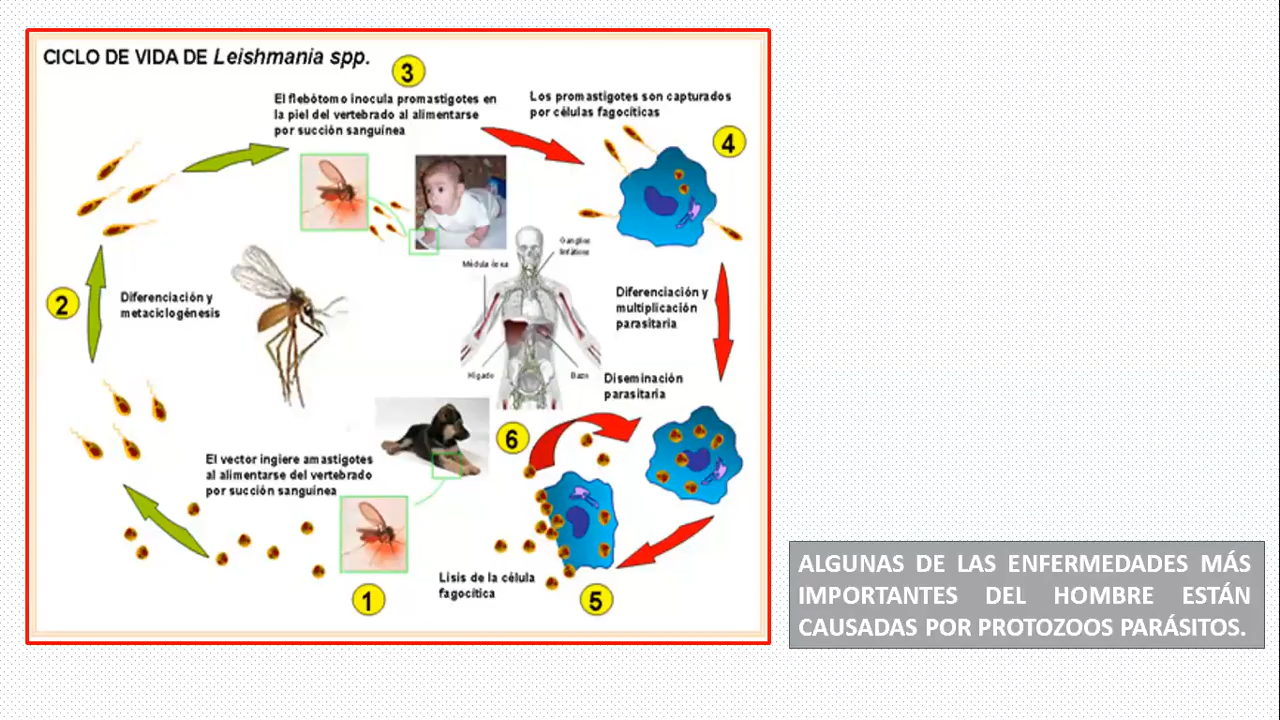 CICLO DE VIDA DE Leishmania spp.
3
El flebótomo inocula promastigotes en
la piel del vertebrado al alimentarse
por succión sanguínea
Los promastigotes son capturados
por células fagocíticas
4
Ganglios
linfáticos
Médula ósea
2
Diferenciación y
metaciclogénesis
Diferenciación y
multiplicación
parasitaria
Hígado
Bazo
Diseminación
parasitaria
6
El vector ingiere amastigotes
al alimentarse del vertebrado
por succión sanguínea
Lisis de la célula
fagocítica
1
5
ALGUNAS DE LAS ENFERMEDADES MÁS
IMPORTANTES DEL HOMBRE ESTÁN
CAUSADAS POR PROTOZOOS PARÁSITOS.